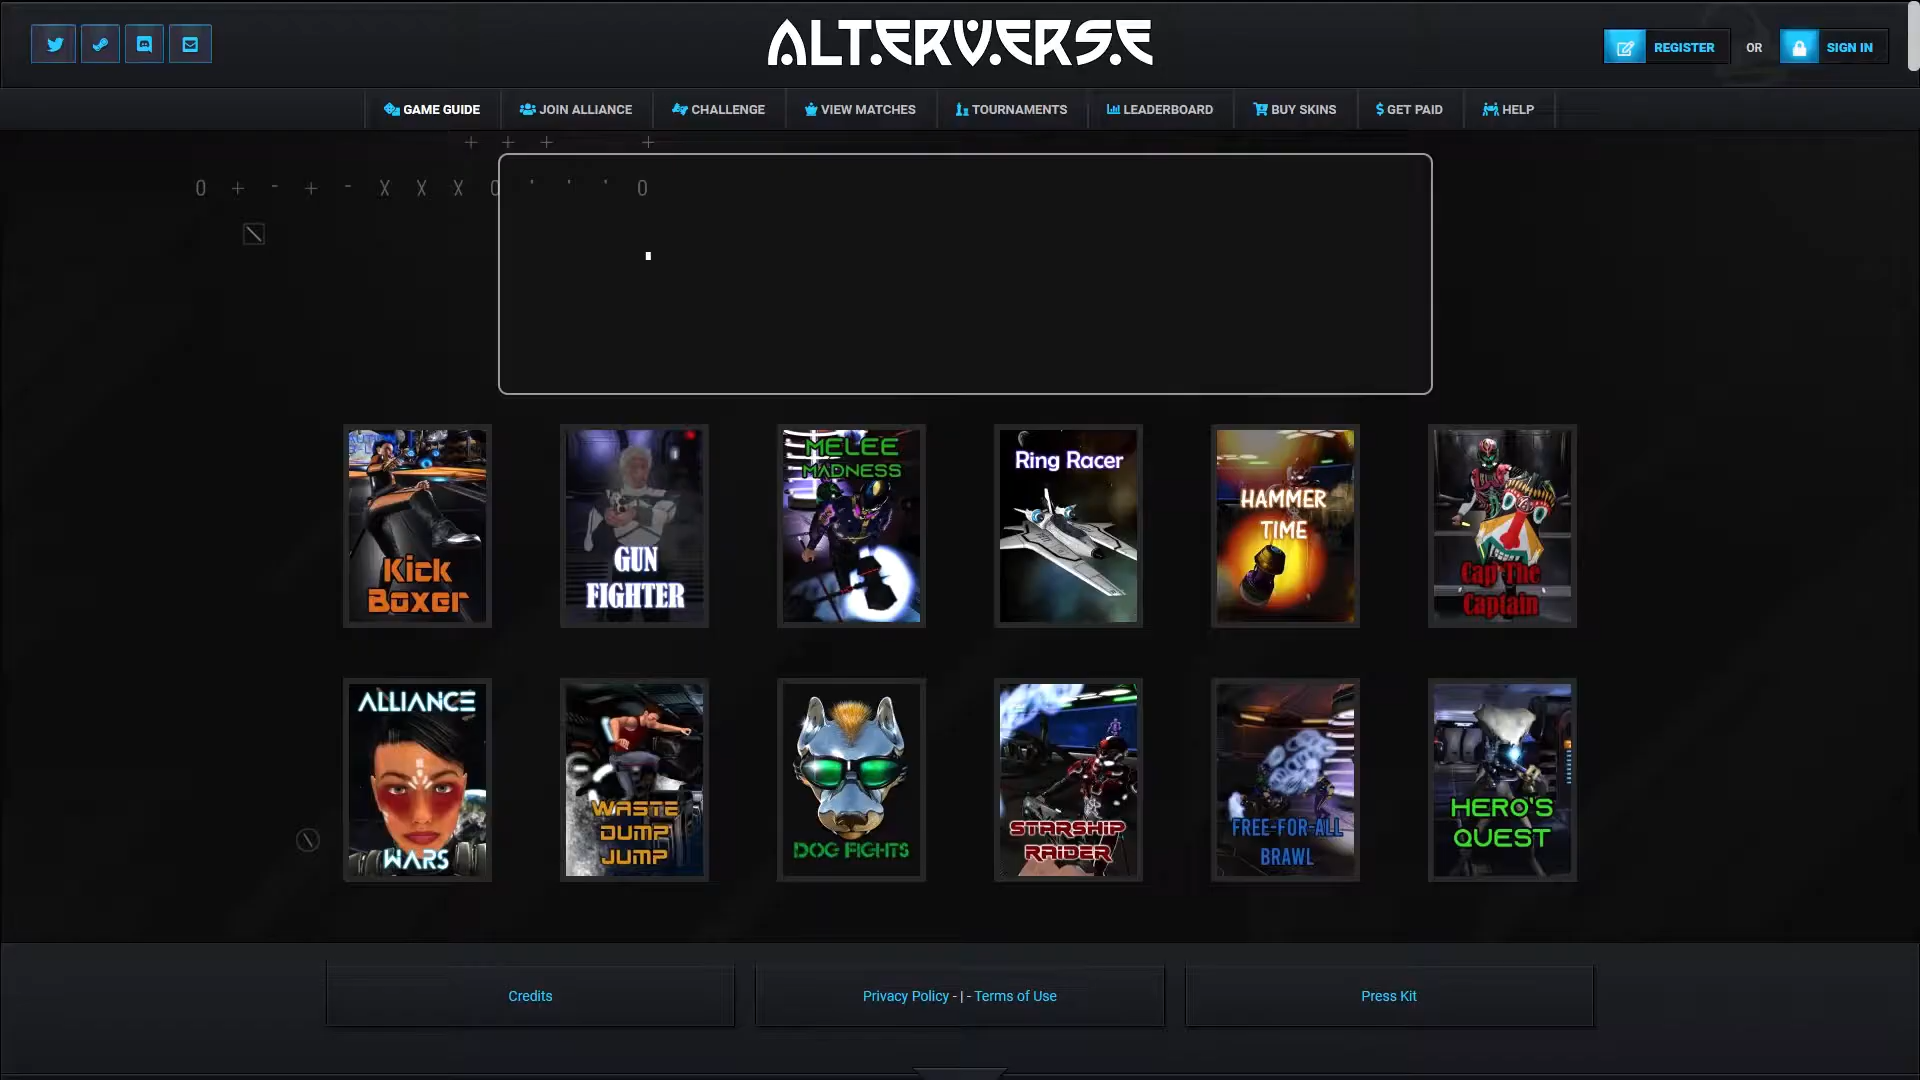 ALTERVERSE
REGISTER OR SIGN IN
GAME GUIDE JOIN ALLIANCE CHALLENGE VIEW MATCHES TOURNAMENTS LEADERBOARD BUY SKINS GET PAID HELP
+ + + +
0 + - + - X X X 0 ' ' ' 0
Kick
Boxer
GUN
FIGHTER
MELEE
MADNESS
Ring Racer
HAMMER
TIME
Cap The
Captain
ALLIANCE
WARS
WASTE
DUMP
JUMP
DOG FIGHTS
STARSHIP
RAIDER
FREE-FOR-ALL
BRAWL
HERO'S
QUEST
Credits
Privacy Policy - | - Terms of Use
Press Kit